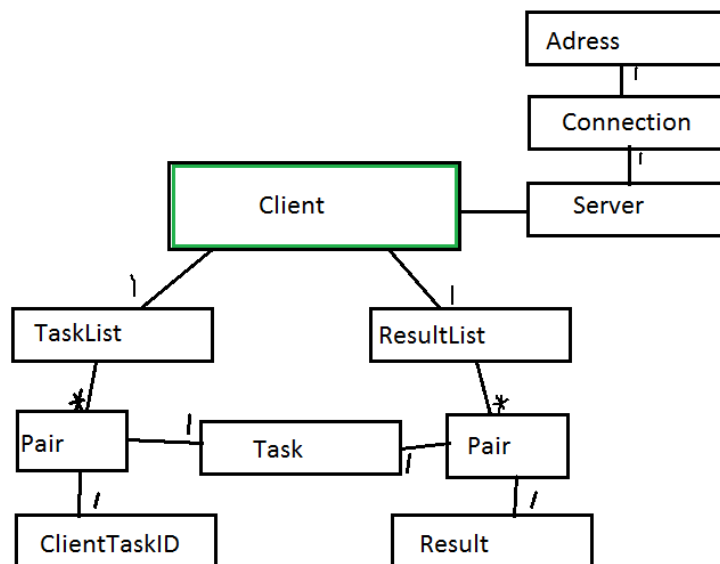 Adress
1
Connection
1
Client
Server
1
1
TaskList
ResultList
*
*
Pair
1
Task
1
Pair
1
1
ClientTaskID
Result